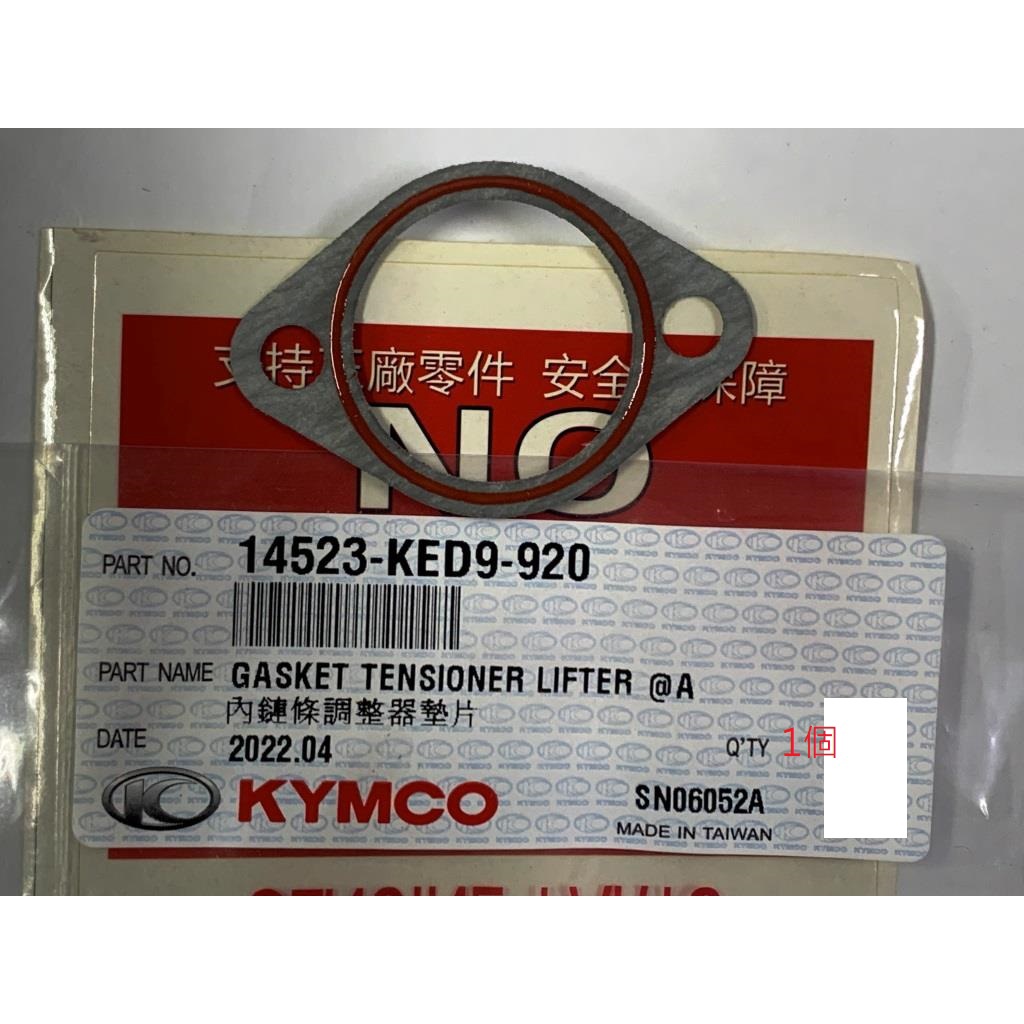 支持 廠零件 安全 保障
NO
PART NO. 14523-KED9-920
PART NAME GASKET TENSIONER LIFTER @A
內鏈條調整器墊片
DATE 2022.04
Q'TY 1個
KYMCO
SN06052A
MADE IN TAIWAN